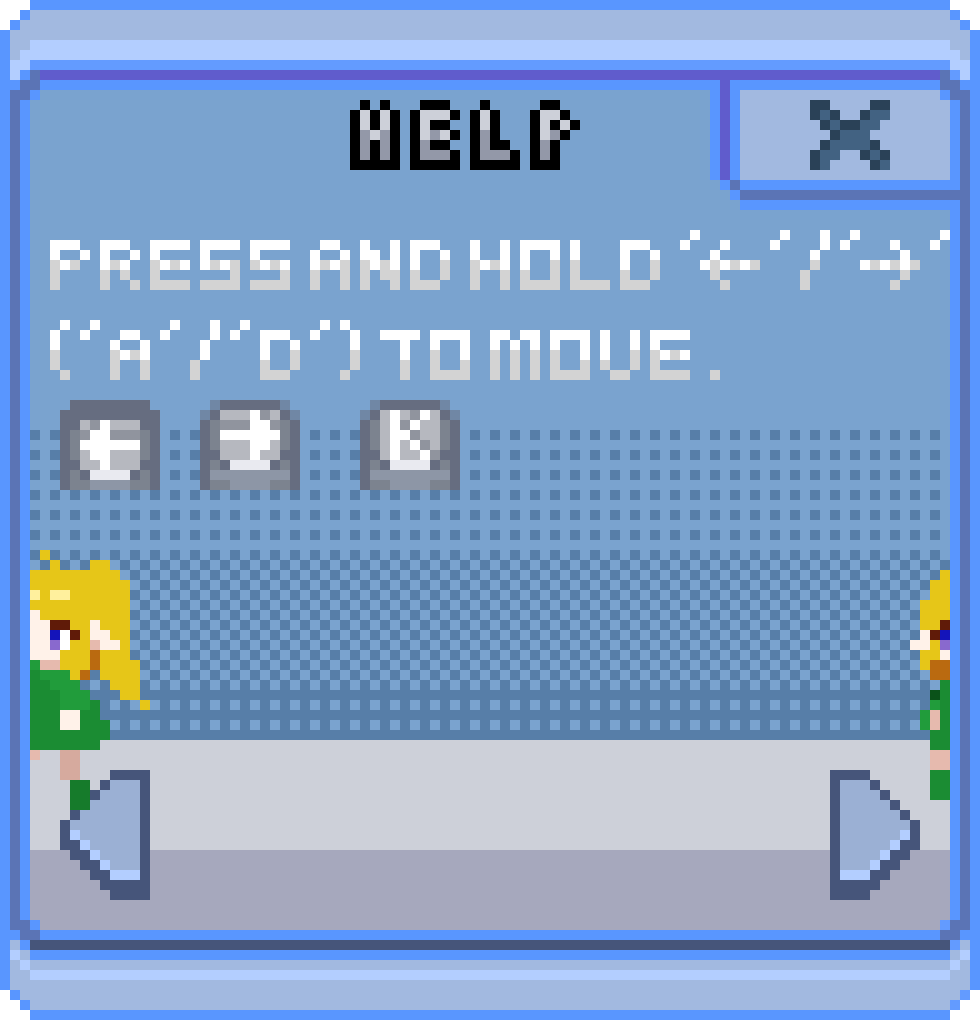 HELP
PRESS AND HOLD '←'/'→'
('A'/'D') TO MOVE.
← → K